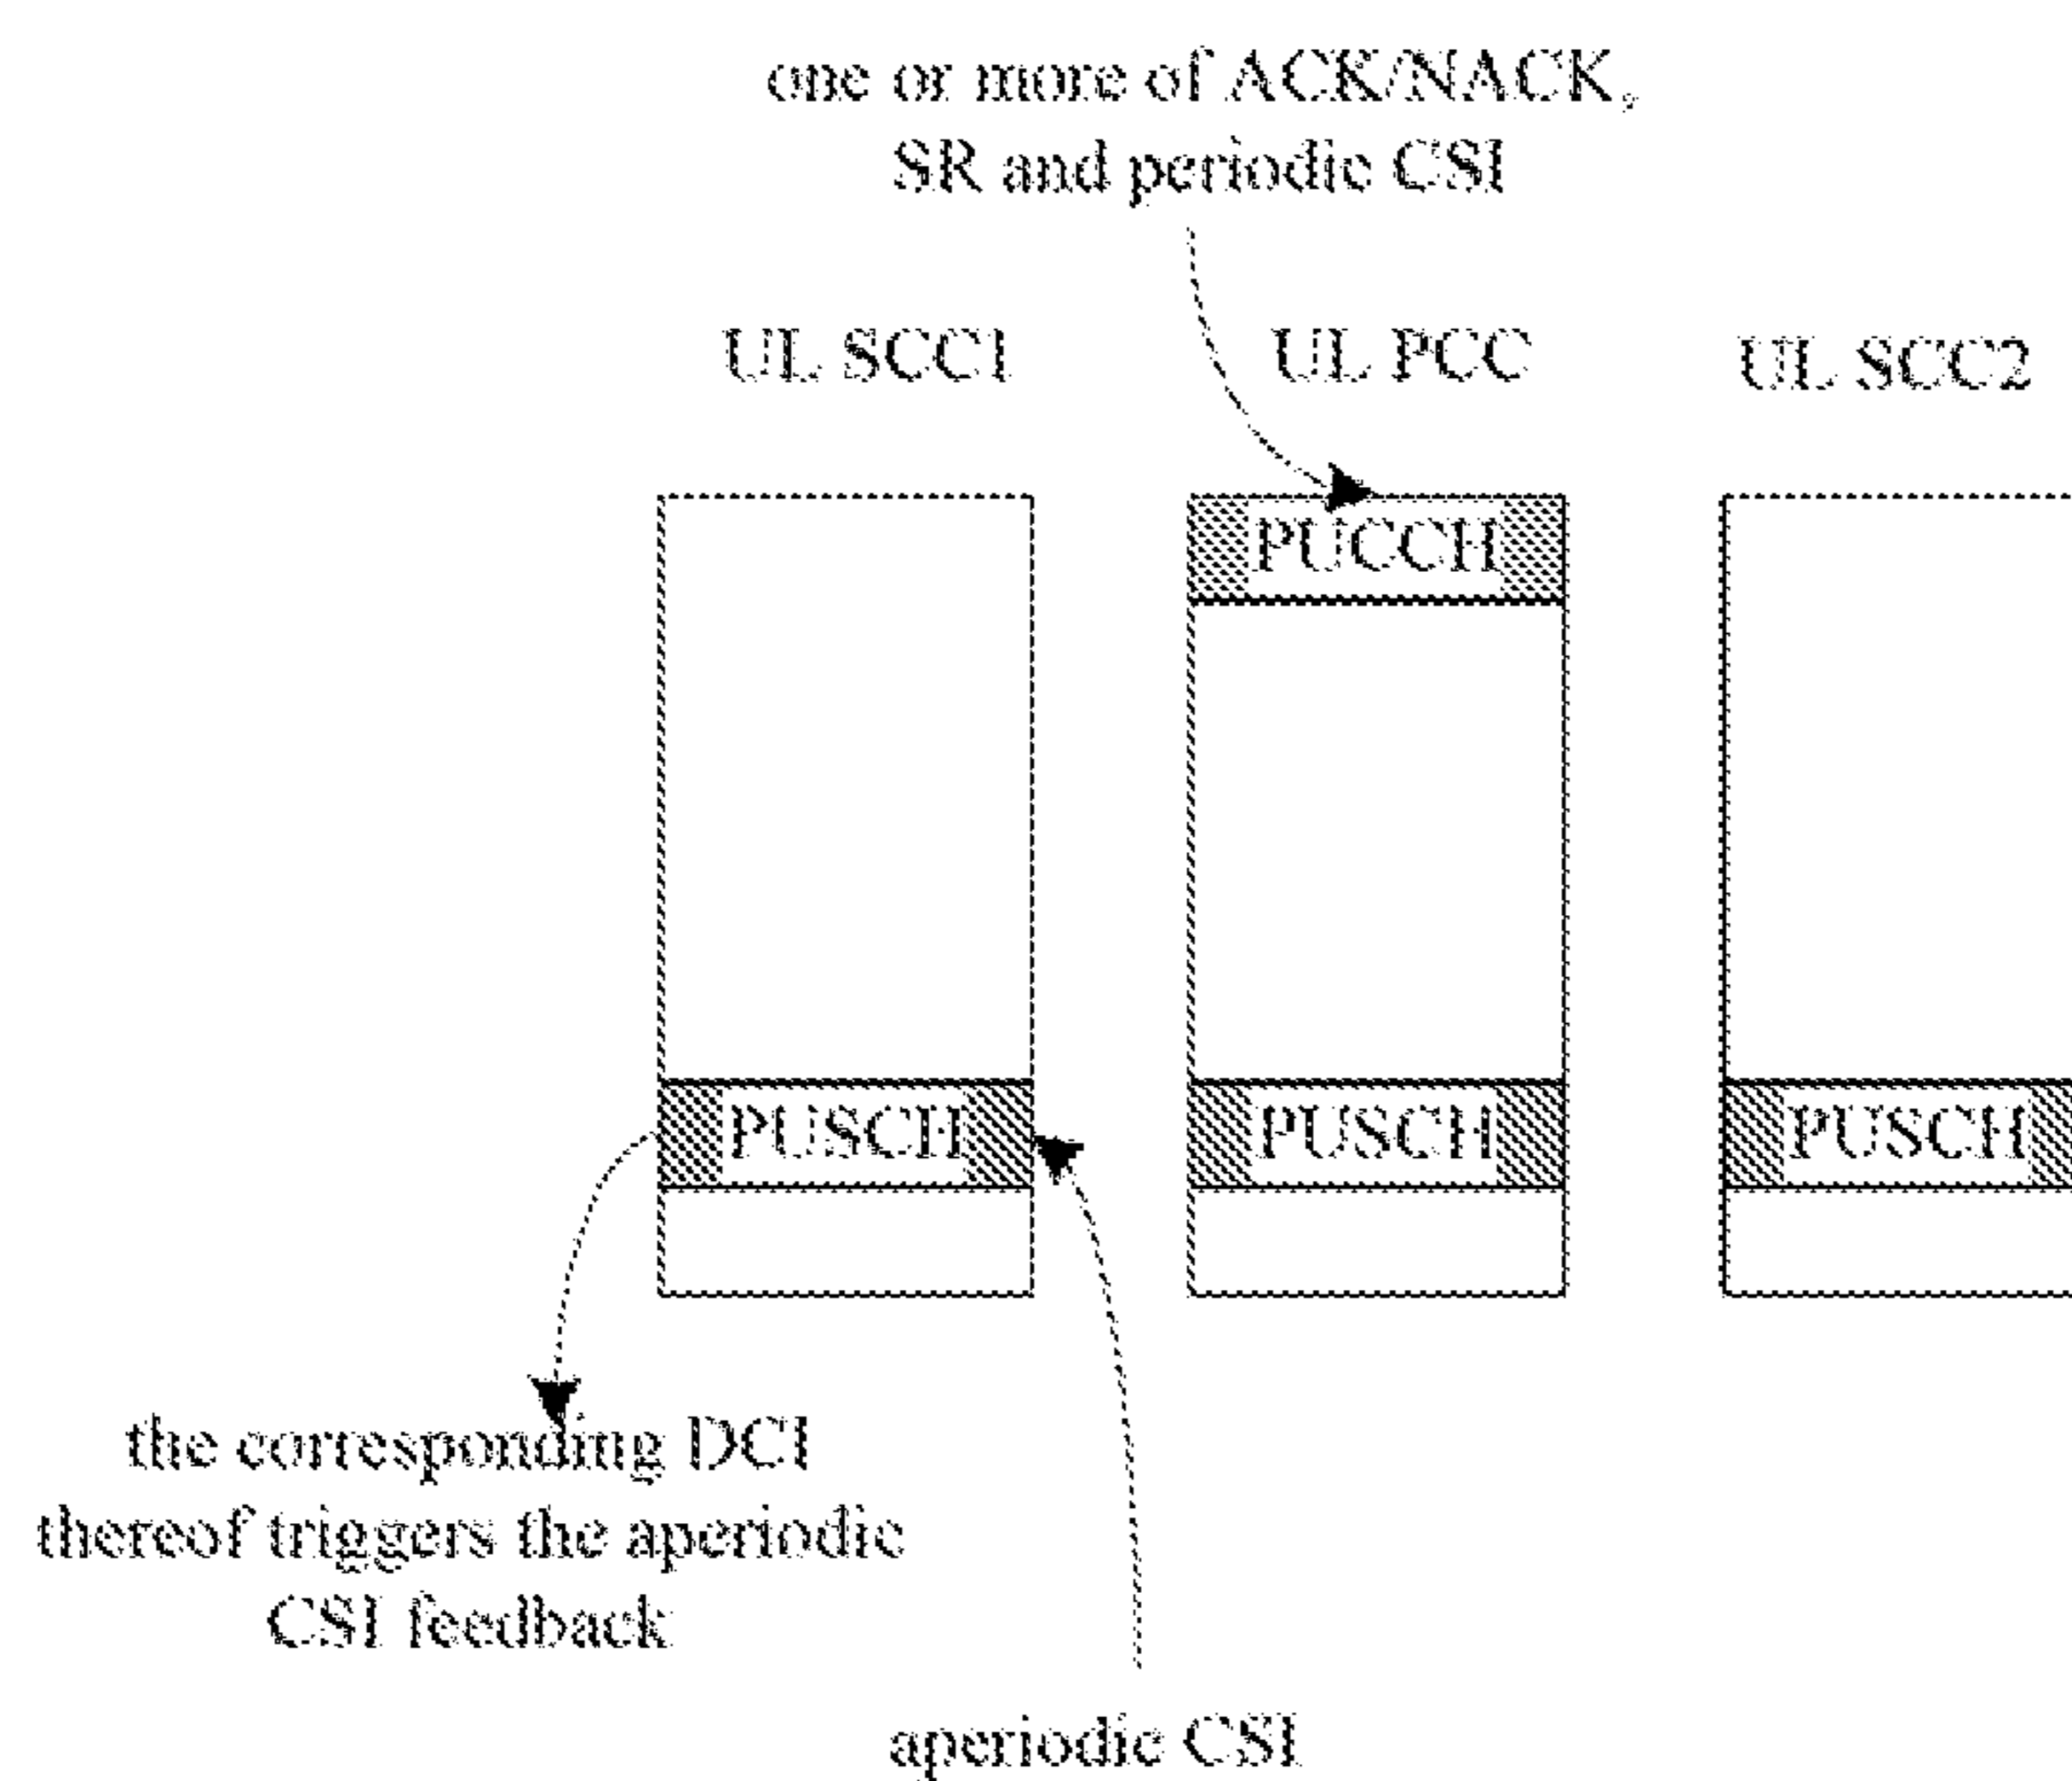 one or more of ACK/NACK,
SR and periodic CSI
UL SCC1
UL PCC
UL SCC2
PUCCH
PUSCH
PUSCH
PUSCH
the corresponding DCI
thereof triggers the aperiodic
CSI feedback
aperiodic CSI